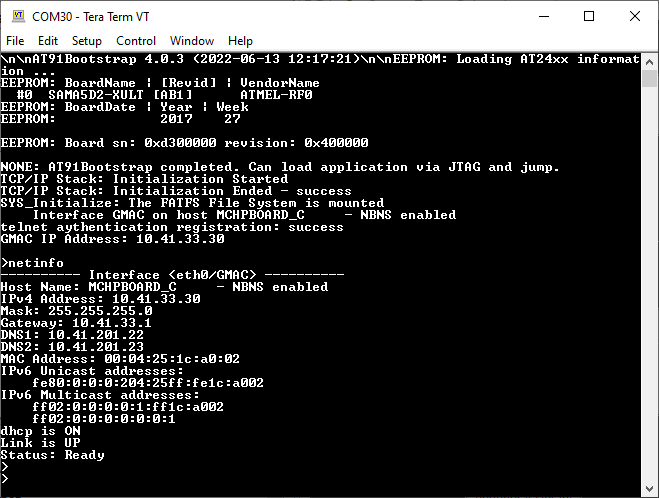 COM30 - Tera Term VT
File Edit Setup Control Window Help
\n\nAT91Bootstrap 4.0.3 (2022-06-13 12:17:21)\n\nEEPROM: Loading AT24xx informat
ion ...
EEPROM: BoardName | [Revid] | VendorName
  #0  SAMA5D2-XULT [AB1]      ATMEL-RF0
EEPROM: BoardDate | Year | Week
EEPROM:             2017    27

EEPROM: Board sn: 0xd300000 revision: 0x400000

NONE: AT91Bootstrap completed. Can load application via JTAG and jump.
TCP/IP Stack: Initialization Started
TCP/IP Stack: Initialization Ended - success
SYS_Initialize: The FATFS File System is mounted
    Interface GMAC on host MCHPBOARD_C     - NBNS enabled
telnet aythentication registration: success
GMAC IP Address: 10.41.33.30

>netinfo
---------- Interface <eth0/GMAC> ----------
Host Name: MCHPBOARD_C     - NBNS enabled
IPv4 Address: 10.41.33.30
Mask: 255.255.255.0
Gateway: 10.41.33.1
DNS1: 10.41.201.22
DNS2: 10.41.201.23
MAC Address: 00:04:25:1c:a0:02
IPv6 Unicast addresses:
    fe80:0:0:0:204:25ff:fe1c:a002
IPv6 Multicast addresses:
    ff02:0:0:0:0:1:ff1c:a002
    ff02:0:0:0:0:0:0:1
dhcp is ON
Link is UP
Status: Ready
>
>